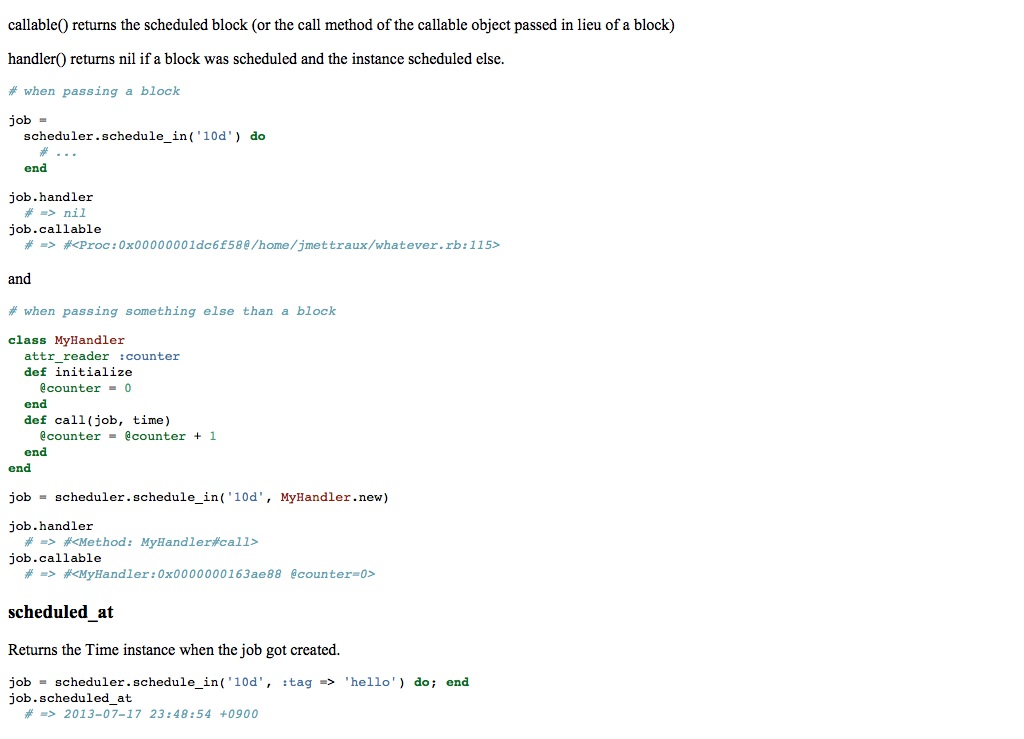 callable() returns the scheduled block (or the call method of the callable object passed in lieu of a block)
handler() returns nil if a block was scheduled and the instance scheduled else.
# when passing a block
job =
  scheduler.schedule_in('10d') do
    # ...
  end
job.handler
  # => nil
job.callable
  # => #<Proc:0x00000001dc6f58@/home/jmettraux/whatever.rb:115>
and
# when passing something else than a block
class MyHandler
  attr_reader :counter
  def initialize
    @counter = 0
  end
  def call(job, time)
    @counter = @counter + 1
  end
end
job = scheduler.schedule_in('10d', MyHandler.new)
job.handler
  # => #<Method: MyHandler#call>
job.callable
  # => #<MyHandler:0x0000000163ae88 @counter=0>
scheduled_at
Returns the Time instance when the job got created.
job = scheduler.schedule_in('10d', :tag => 'hello') do; end
job.scheduled_at
  # => 2013-07-17 23:48:54 +0900